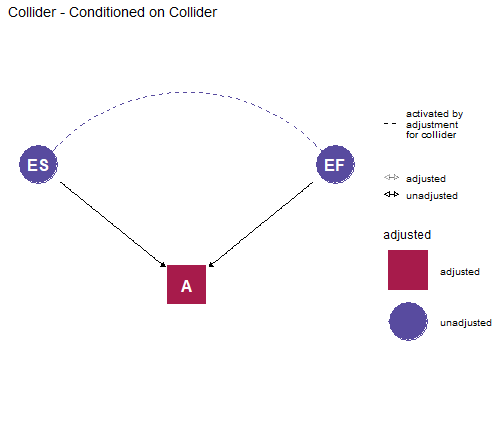 Collider - Conditioned on Collider
activated by
adjustment
for collider
ES
EF
adjusted
unadjusted
adjusted
A
adjusted
unadjusted